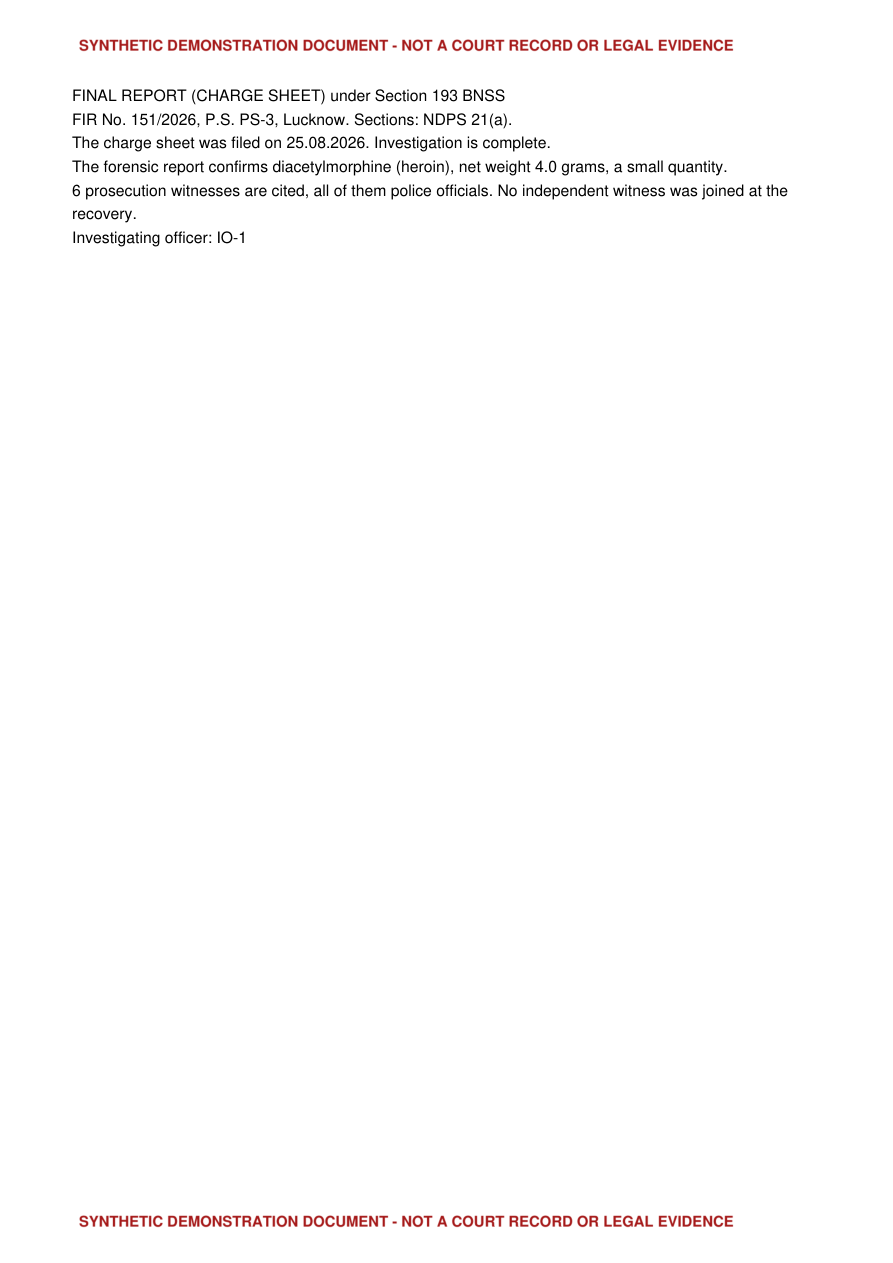 SYNTHETIC DEMONSTRATION DOCUMENT - NOT A COURT RECORD OR LEGAL EVIDENCE
FINAL REPORT (CHARGE SHEET) under Section 193 BNSS
FIR No. 151/2026, P.S. PS-3, Lucknow. Sections: NDPS 21(a).
The charge sheet was filed on 25.08.2026. Investigation is complete.
The forensic report confirms diacetylmorphine (heroin), net weight 4.0 grams, a small quantity.
6 prosecution witnesses are cited, all of them police officials. No independent witness was joined at the
recovery.
Investigating officer: IO-1
SYNTHETIC DEMONSTRATION DOCUMENT - NOT A COURT RECORD OR LEGAL EVIDENCE